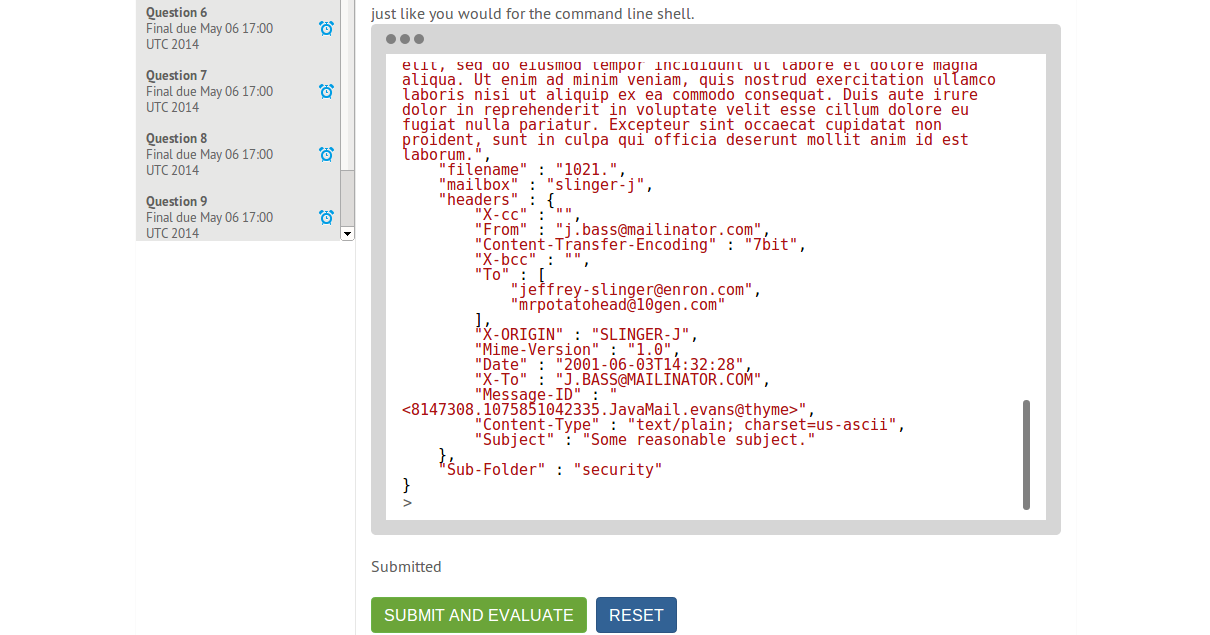 Question 6
Final due May 06 17:00
UTC 2014
Question 7
Final due May 06 17:00
UTC 2014
Question 8
Final due May 06 17:00
UTC 2014
Question 9
Final due May 06 17:00
UTC 2014
just like you would for the command line shell.
elit, sed do eiusmod tempor incididunt ut labore et dolore magna
aliqua. Ut enim ad minim veniam, quis nostrud exercitation ullamco
laboris nisi ut aliquip ex ea commodo consequat. Duis aute irure
dolor in reprehenderit in voluptate velit esse cillum dolore eu
fugiat nulla pariatur. Excepteur sint occaecat cupidatat non
proident, sunt in culpa qui officia deserunt mollit anim id est
laborum.",
"filename" : "1021.",
"mailbox" : "slinger-j",
"headers" : {
"X-cc" : "",
"From" : "j.bass@mailinator.com",
"Content-Transfer-Encoding" : "7bit",
"X-bcc" : "",
"To" : [
"jeffrey-slinger@enron.com",
"mrpotatohead@10gen.com"
],
"X-ORIGIN" : "SLINGER-J",
"Mime-Version" : "1.0",
"Date" : "2001-06-03T14:32:28",
"X-To" : "J.BASS@MAILINATOR.COM",
"Message-ID" : "
<8147308.1075851042335.JavaMail.evans@thyme>",
"Content-Type" : "text/plain; charset=us-ascii",
"Subject" : "Some reasonable subject."
},
"Sub-Folder" : "security"
}
>
Submitted
SUBMIT AND EVALUATE
RESET